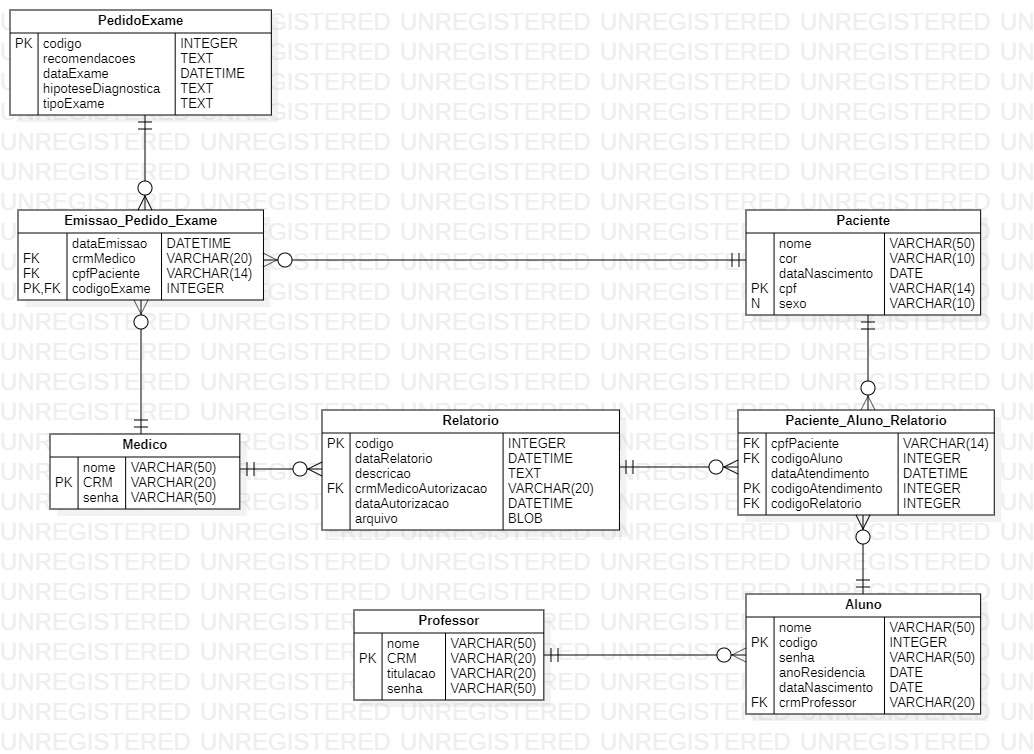 PedidoExame
PK codigo INTEGER
recomendacoes TEXT
dataExame DATETIME
hipoteseDiagnostica TEXT
tipoExame TEXT
Emissao_Pedido_Exame
dataEmissao DATETIME
FK crmMedico VARCHAR(20)
FK cpfPaciente VARCHAR(14)
PK,FK codigoExame INTEGER
Paciente
nome VARCHAR(50)
cor VARCHAR(10)
dataNascimento DATE
PK cpf VARCHAR(14)
N sexo VARCHAR(10)
Medico
nome VARCHAR(50)
PK CRM VARCHAR(20)
senha VARCHAR(50)
Relatorio
PK codigo INTEGER
dataRelatorio DATETIME
descricao TEXT
FK crmMedicoAutorizacao VARCHAR(20)
dataAutorizacao DATETIME
arquivo BLOB
Paciente_Aluno_Relatorio
FK cpfPaciente VARCHAR(14)
FK codigoAluno INTEGER
dataAtendimento DATETIME
PK codigoAtendimento INTEGER
FK codigoRelatorio INTEGER
Professor
nome VARCHAR(50)
PK CRM VARCHAR(20)
titulacao VARCHAR(20)
senha VARCHAR(50)
Aluno
nome VARCHAR(50)
PK codigo INTEGER
senha VARCHAR(50)
anoResidencia DATE
dataNascimento DATE
FK crmProfessor VARCHAR(20)
UNREGISTERED